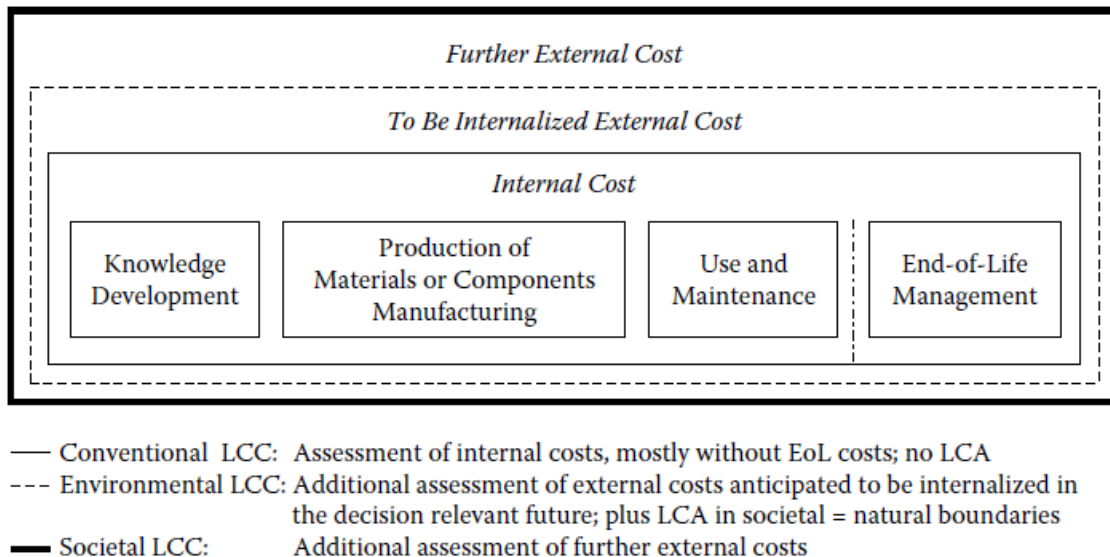 Further External Cost
To Be Internalized External Cost
Internal Cost
Knowledge
Development
Production of
Materials or Components
Manufacturing
Use and
Maintenance
End-of-Life
Management
Conventional LCC: Assessment of internal costs, mostly without EoL costs; no LCA
Environmental LCC: Additional assessment of external costs anticipated to be internalized in
the decision relevant future; plus LCA in societal = natural boundaries
Societal LCC: Additional assessment of further external costs